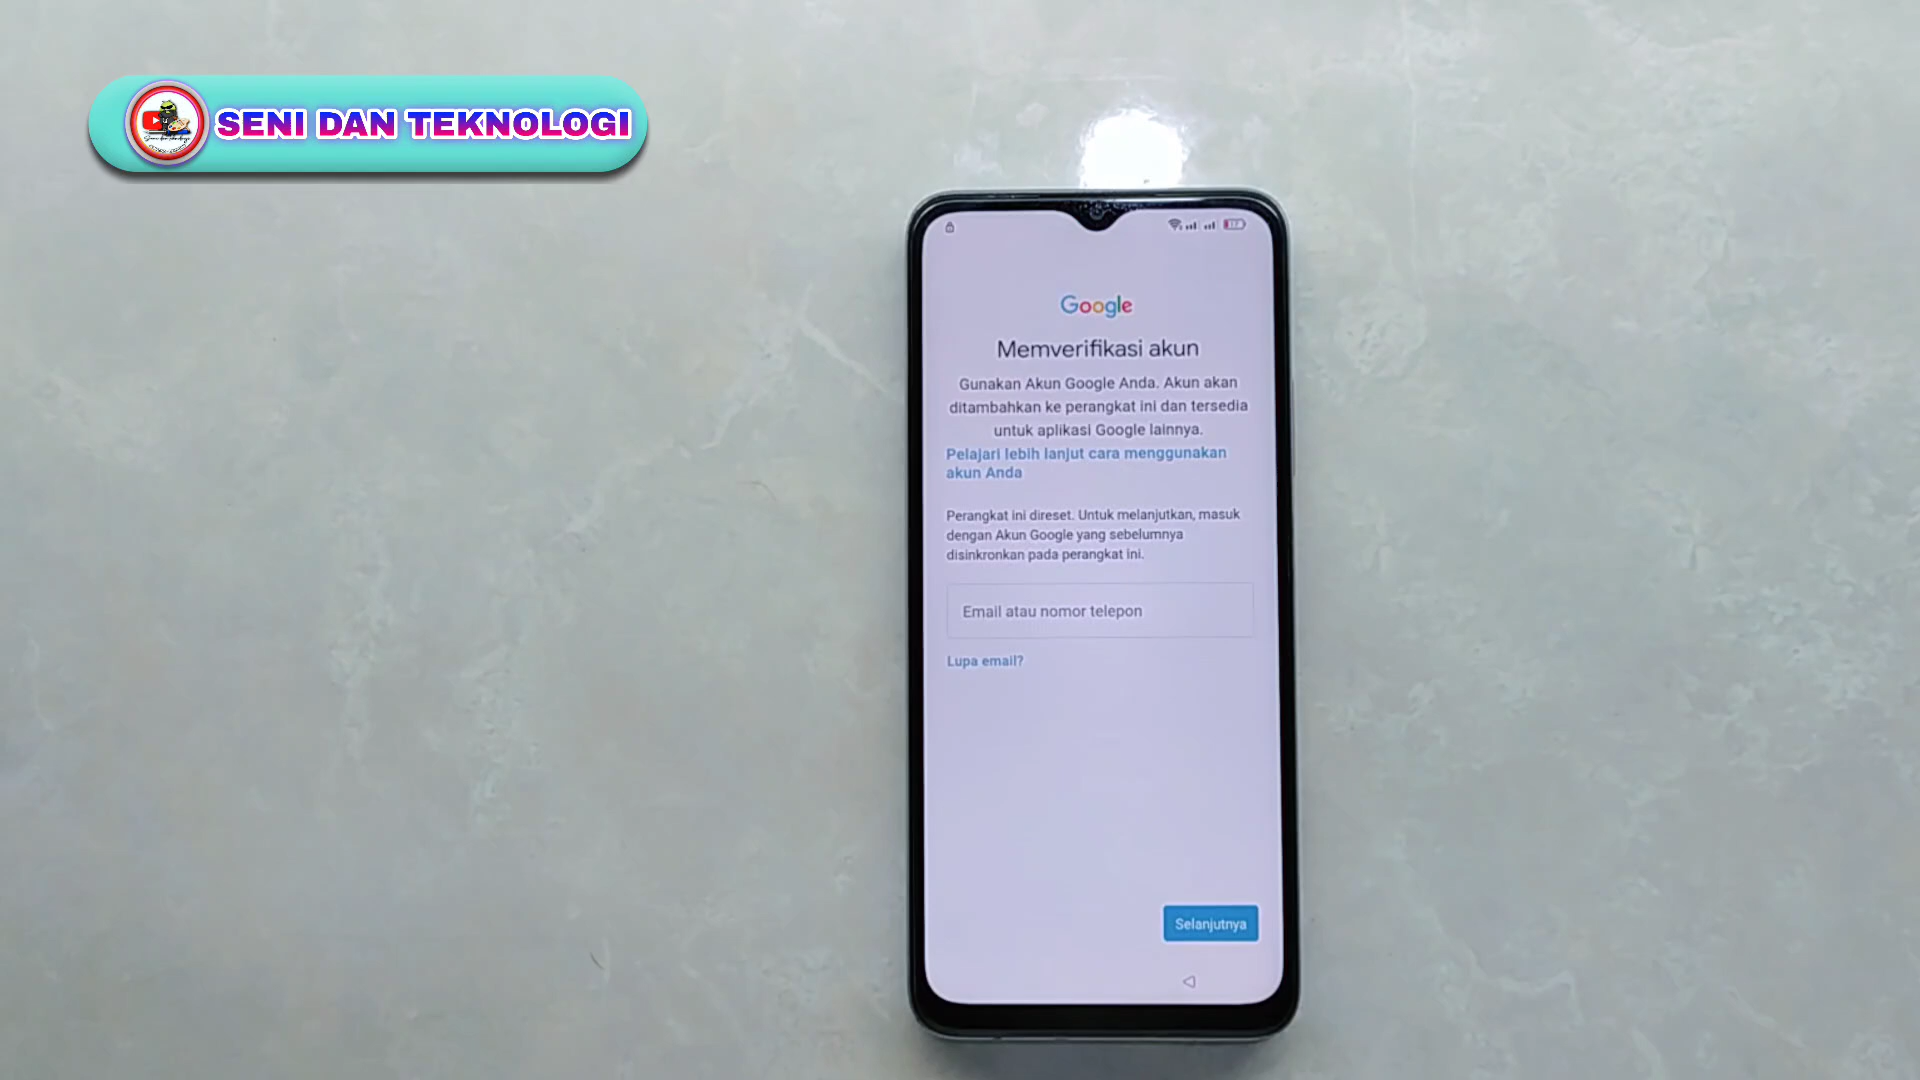 SENI DAN TEKNOLOGI
Google
Memverifikasi akun
Gunakan Akun Google Anda. Akun akan
ditambahkan ke perangkat ini dan tersedia
untuk aplikasi Google lainnya.
Pelajari lebih lanjut cara menggunakan
akun Anda
Perangkat ini direset. Untuk melanjutkan, masuk
dengan Akun Google yang sebelumnya
disinkronkan pada perangkat ini.
Email atau nomor telepon
Lupa email?
Selanjutnya